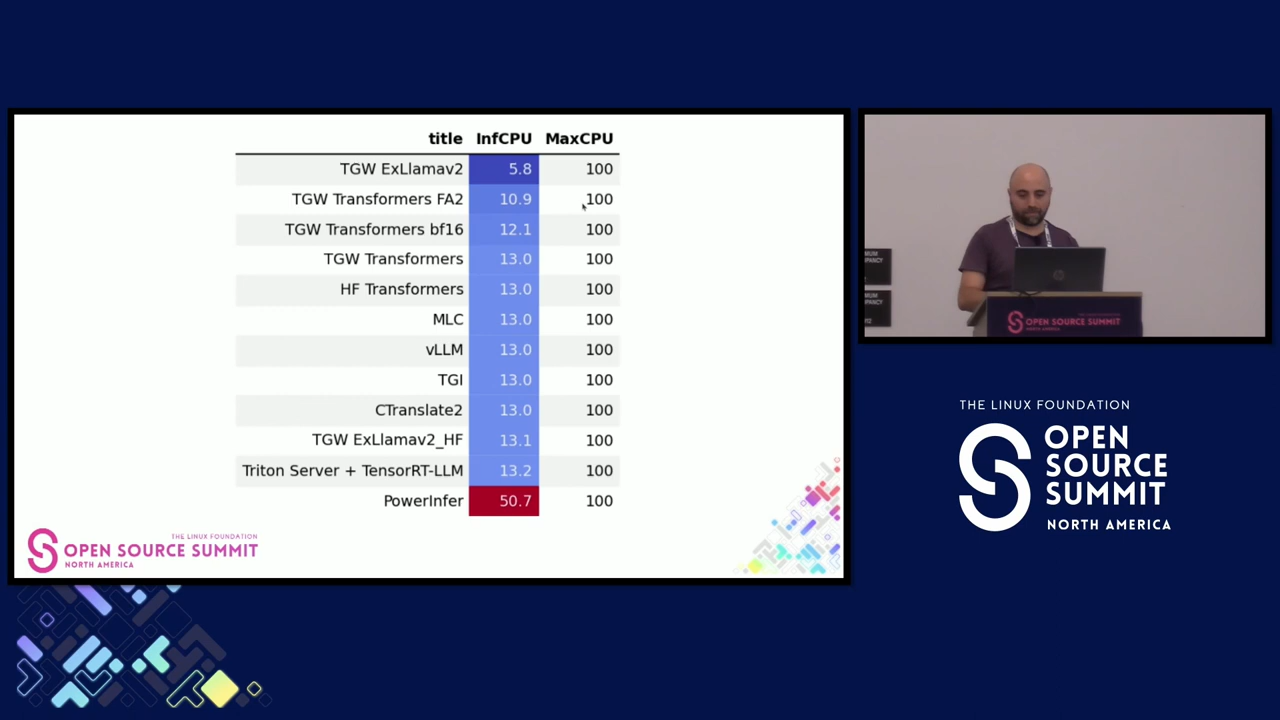 title InfCPU MaxCPU
TGW ExLlamav2 5.8 100
TGW Transformers FA2 10.9 100
TGW Transformers bf16 12.1 100
TGW Transformers 13.0 100
HF Transformers 13.0 100
MLC 13.0 100
vLLM 13.0 100
TGI 13.0 100
CTranslate2 13.0 100
TGW ExLlamav2_HF 13.1 100
Triton Server + TensorRT-LLM 13.2 100
PowerInfer 50.7 100
THE LINUX FOUNDATION
OPEN SOURCE SUMMIT
NORTH AMERICA
OPEN SOURCE SUMMIT
NORTH AMERICA
THE LINUX FOUNDATION
OPEN
SOURCE
SUMMIT
NORTH AMERICA